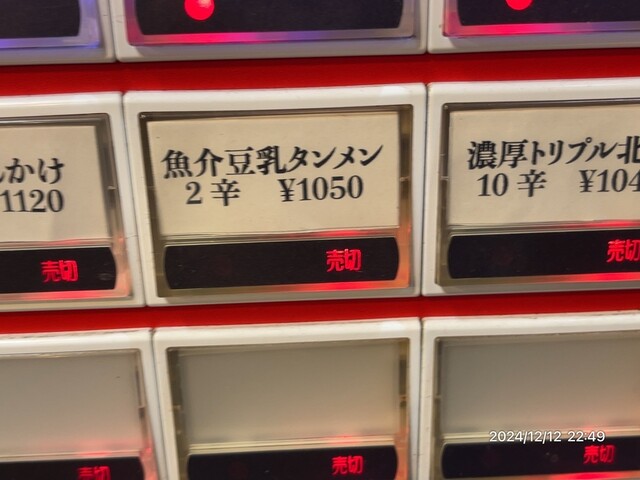 かけ
1120
売切
魚介豆乳タンメン
2辛 ¥1050
売切
濃厚トリプル北
10辛 ¥104
売切
売切
売切
売切
2024/12/12 22:49